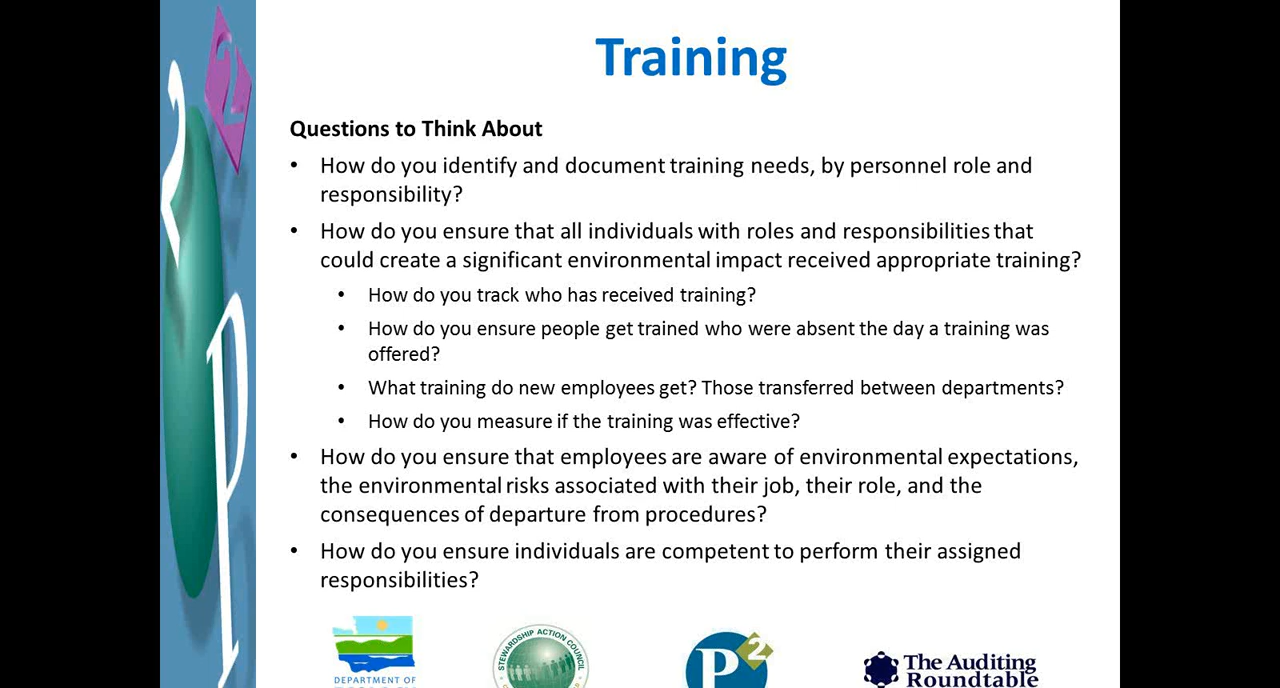 Training
Questions to Think About
• How do you identify and document training needs, by personnel role and
responsibility?
• How do you ensure that all individuals with roles and responsibilities that
could create a significant environmental impact received appropriate training?
• How do you track who has received training?
• How do you ensure people get trained who were absent the day a training was
offered?
• What training do new employees get? Those transferred between departments?
• How do you measure if the training was effective?
• How do you ensure that employees are aware of environmental expectations,
the environmental risks associated with their job, their role, and the
consequences of departure from procedures?
• How do you ensure individuals are competent to perform their assigned
responsibilities?
DEPARTMENT OF
STEWARDSHIP ACTION COUNCIL
P2
The Auditing
Roundtable